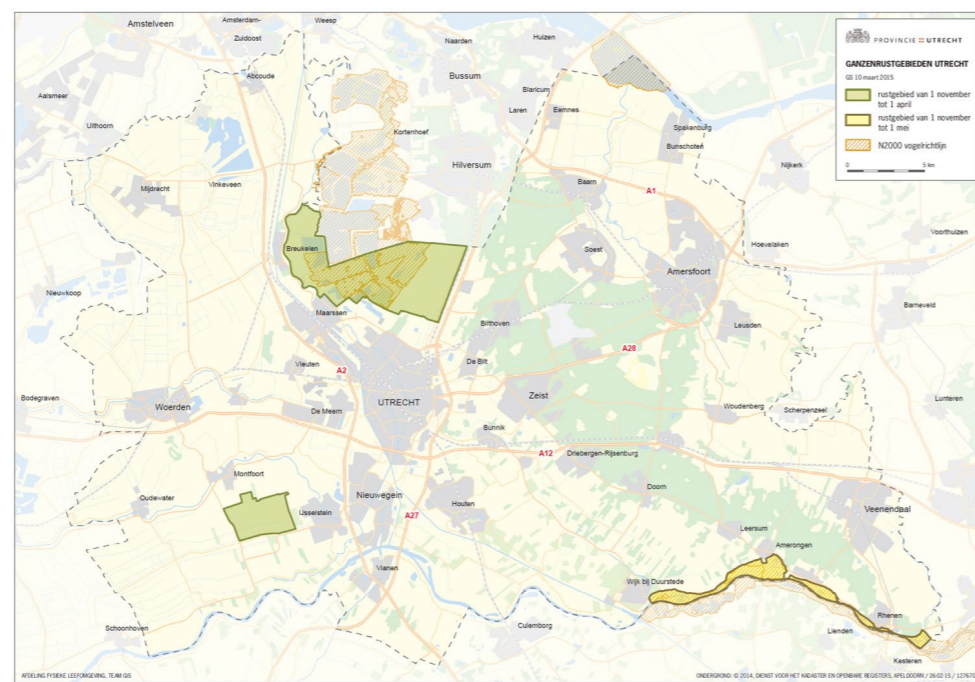 Amstelveen
Amsterdam-
Zuidoost
Weesp
Naarden
Huizen
Abcoude
Bussum
Blaricum
Aalsmeer
Laren
Eemnes
Uithoorn
Kortenhoef
Spakenburg
Bunschoten
Hilversum
Nijkerk
Mijdrecht
Vinkeveen
Baarn
A1
Breukelen
Soest
Hoevelaken
Voorthuizen
Amersfoort
Nieuwkoop
Maarssen
Barneveld
Bilthoven
Leusden
A28
Vleuten
A2
De Bilt
Bodegraven
Woerden
UTRECHT
Zeist
Lunteren
De Meern
Woudenberg
Scherpenzeel
Bunnik
A12
Driebergen-Rijsenburg
Montfoort
Doorn
Oudewater
Nieuwegein
IJsselstein
Houten
Veenendaal
A27
Leersum
Amerongen
Vianen
Wijk bij Duurstede
Rhenen
Schoonhoven
Culemborg
Lienden
Kesteren
PROVINCIE UTRECHT
GANZENRUSTGEBIEDEN UTRECHT
GS 10 maart 2015
rustgebied van 1 november
tot 1 april
rustgebied van 1 november
tot 1 mei
N2000 vogelrichtlijn
0 5 km
AFDELING FYSIEKE LEEFOMGEVING, TEAM GIS
ONDERGROND: © 2014, DIENST VOOR HET KADASTER EN OPENBARE REGISTERS, APELDOORN / 26-02-15 / 127670